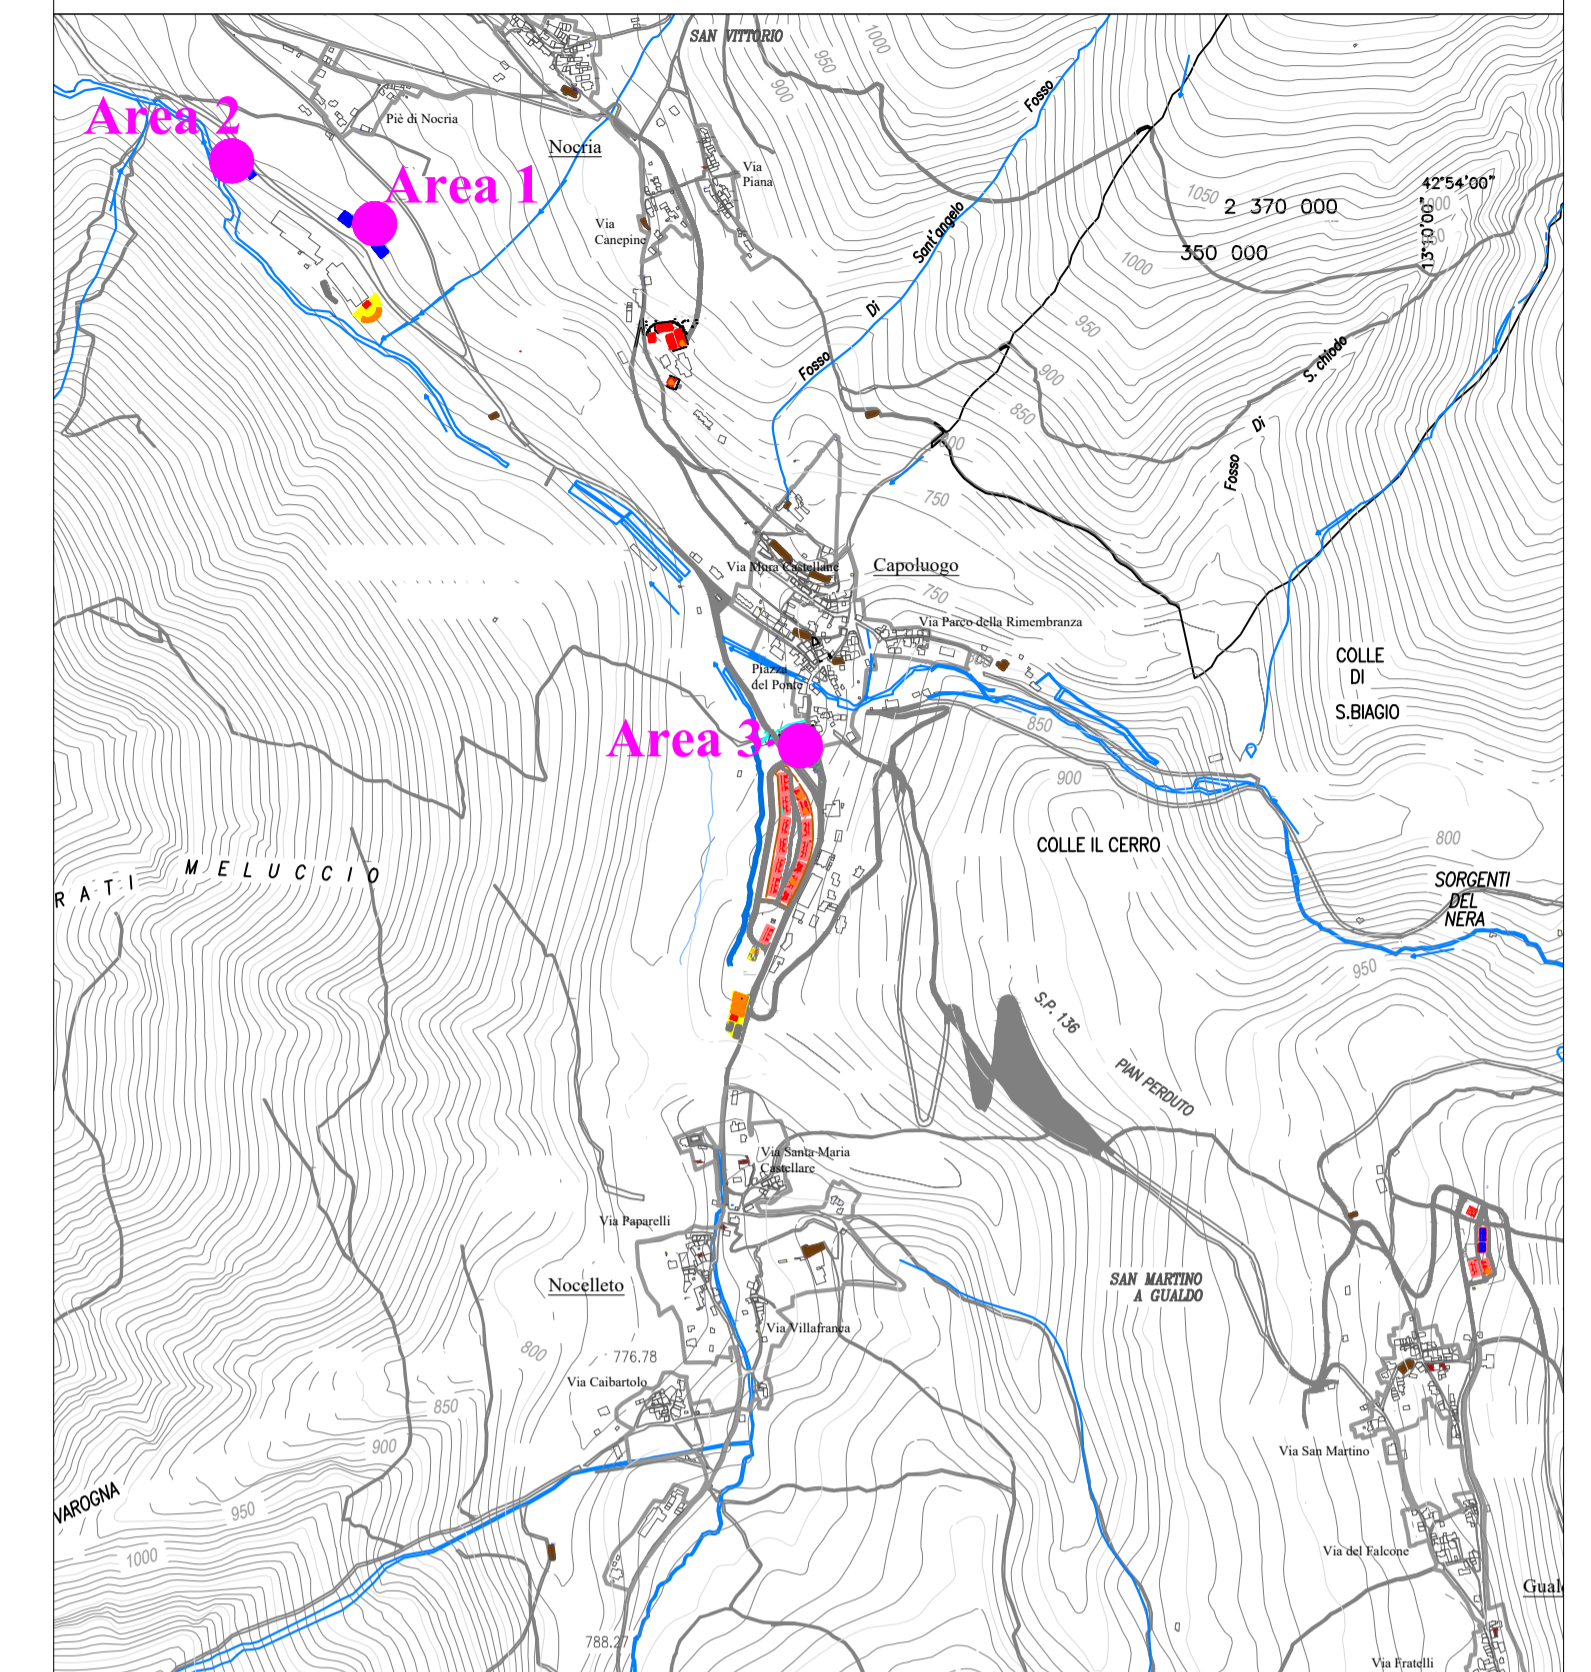 SAN VITTORIO
1000
950
900
Area 2
Piè di Nocria
Fosso
Nocria
Via
Piana
Area 1
42°54'00"
1050
2 370 000
13°10'00"
Via
Canepine
Sant'angelo
350 000
1000
Di
950
Fosso
S. chiodo
900
850
Di
Fosso
800
750
Via Mura Castellane
Capoluogo
750
Via Parco della Rimembranza
COLLE
DI
S.BIAGIO
Piazza
del Ponte
Area 3
850
900
800
COLLE IL CERRO
RATI MELUCCIO
SORGENTI
DEL
NERA
950
S.P. 136
PIAN PERDUTO
Via Santa Maria
Castellare
Via Paparelli
Nocelleto
SAN MARTINO
A GUALDO
Via Villafranca
800
776.78
Via Caibartolo
850
900
Via San Martino
VAROGNA
950
1000
Via del Falcone
Guald
788.27
Via Fratelli